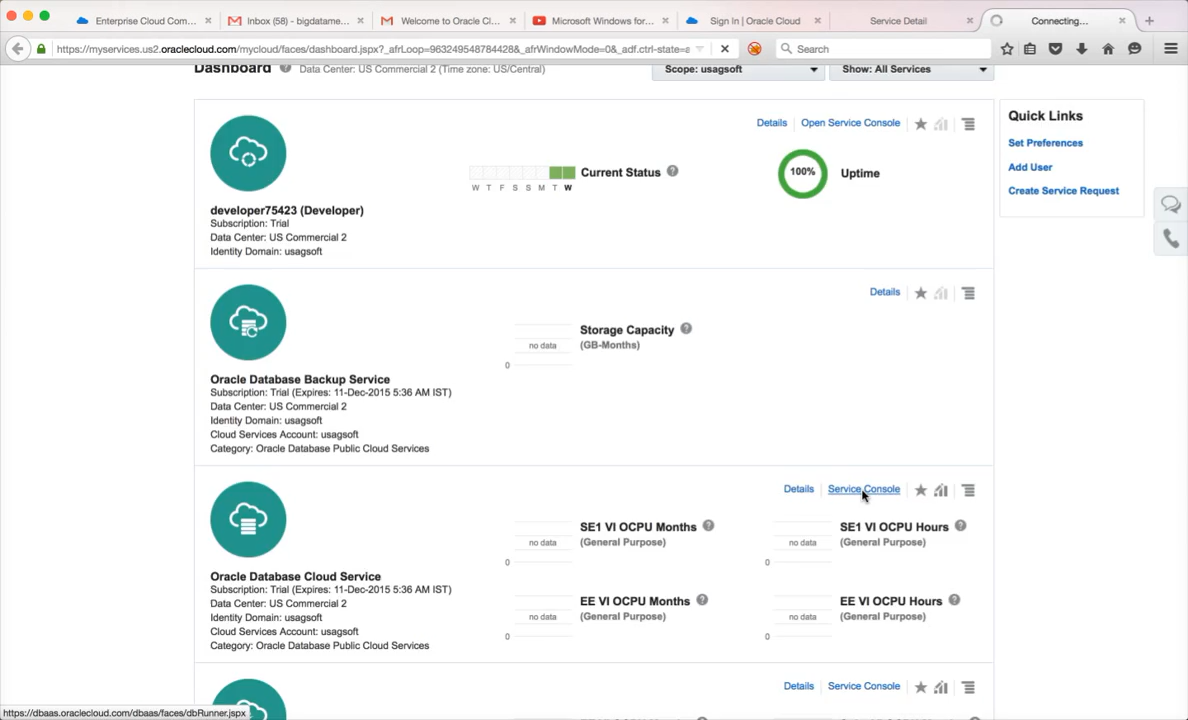 Enterprise Cloud Com...
Inbox (58) - bigdatame...
Welcome to Oracle Cl...
Microsoft Windows for...
Sign In | Oracle Cloud
Service Detail
Connecting...
https://myservices.us2.oraclecloud.com/mycloud/faces/dashboard.jspx?_afrLoop=963249548784428&_afrWindowMode=0&_adf.ctrl-state=a
Search
Dashboard
Data Center: US Commercial 2 (Time zone: US/Central)
Scope: usagsoft
Show: All Services
Details
Open Service Console
Quick Links
Set Preferences
Add User
Create Service Request
Current Status
W T F S S M T W
100%
Uptime
developer75423 (Developer)
Subscription: Trial
Data Center: US Commercial 2
Identity Domain: usagsoft
Details
Storage Capacity
(GB-Months)
no data
0
Oracle Database Backup Service
Subscription: Trial (Expires: 11-Dec-2015 5:36 AM IST)
Data Center: US Commercial 2
Identity Domain: usagsoft
Cloud Services Account: usagsoft
Category: Oracle Database Public Cloud Services
Details
Service Console
SE1 VI OCPU Months
(General Purpose)
no data
0
SE1 VI OCPU Hours
(General Purpose)
no data
0
Oracle Database Cloud Service
Subscription: Trial (Expires: 11-Dec-2015 5:36 AM IST)
Data Center: US Commercial 2
Identity Domain: usagsoft
Cloud Services Account: usagsoft
Category: Oracle Database Public Cloud Services
EE VI OCPU Months
(General Purpose)
no data
0
EE VI OCPU Hours
(General Purpose)
no data
0
Details
Service Console
https://dbaas.oraclecloud.com/dbaas/faces/dbRunner.jspx